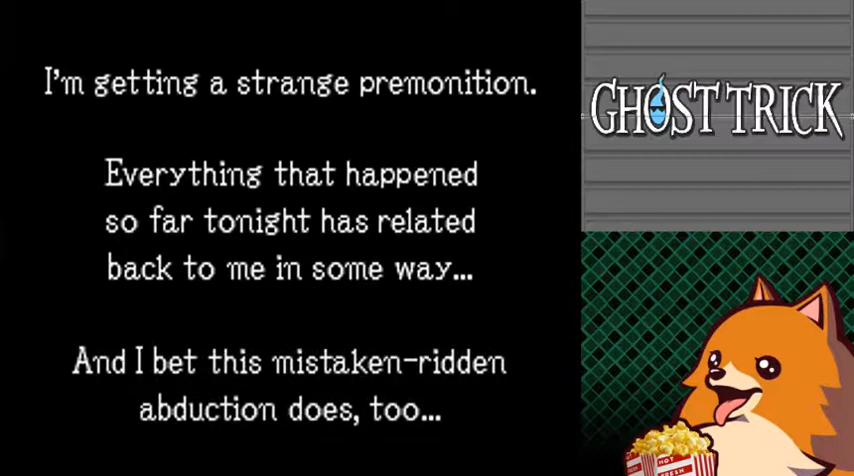 I'm getting a strange premonition.
Everything that happened
so far tonight has related
back to me in some way...
And I bet this mistaken-ridden
abduction does, too...
GHOST TRICK
HOT
FRESH